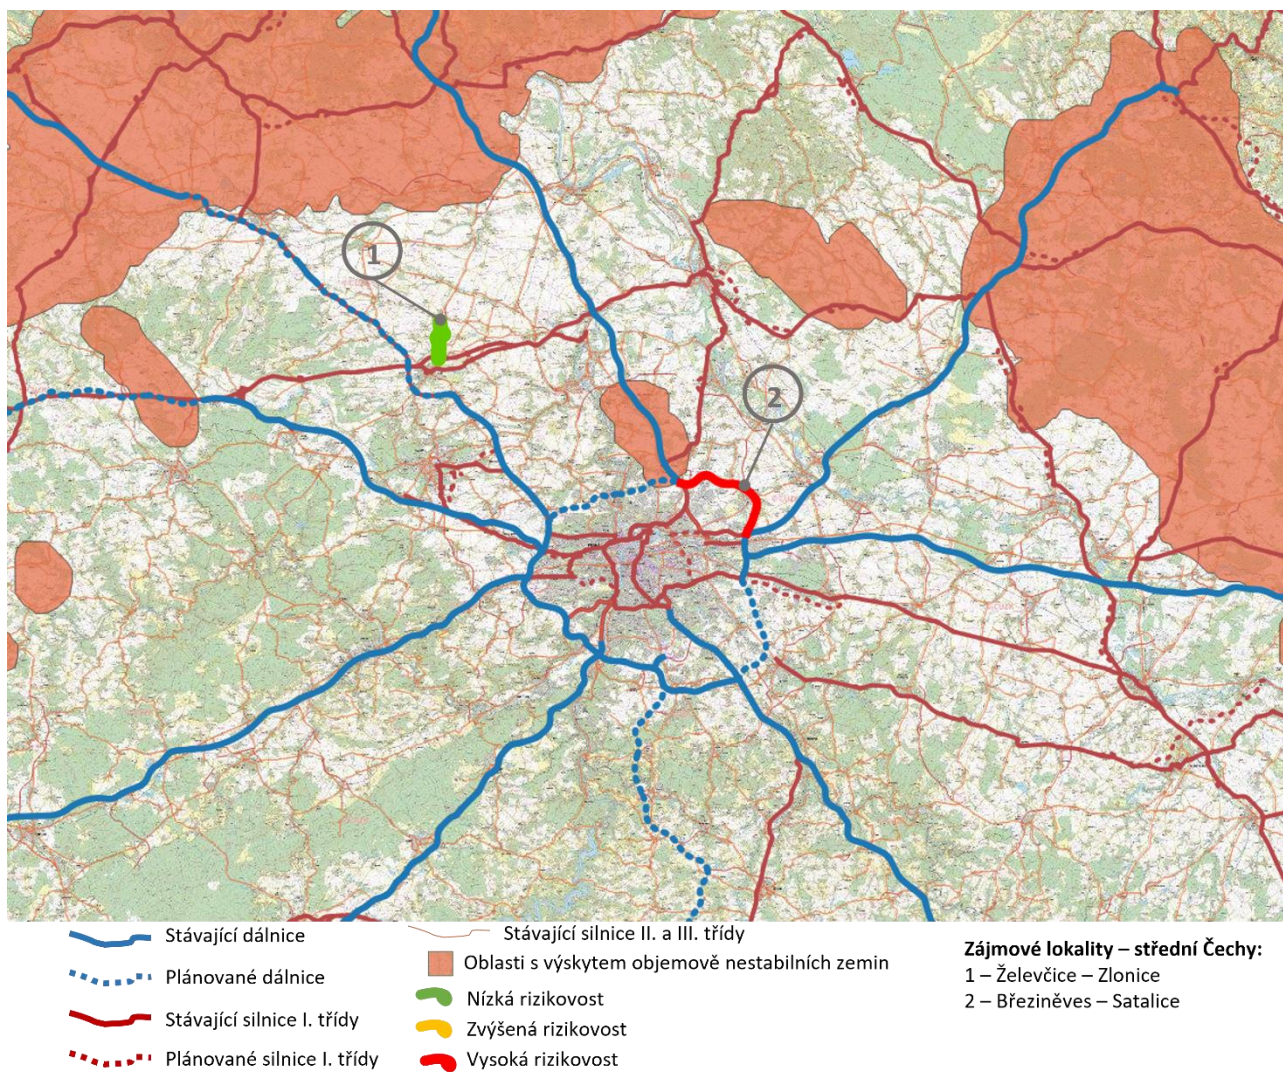 1
2
Stávající dálnice
Plánované dálnice
Stávající silnice I. třídy
Plánované silnice I. třídy
Stávající silnice II. a III. třídy
Oblasti s výskytem objemově nestabilních zemin
Nízká rizikovost
Zvýšená rizikovost
Vysoká rizikovost
Zájmové lokality – střední Čechy:
1 – Želevčice – Zlonice
2 – Březiněves – Satalice